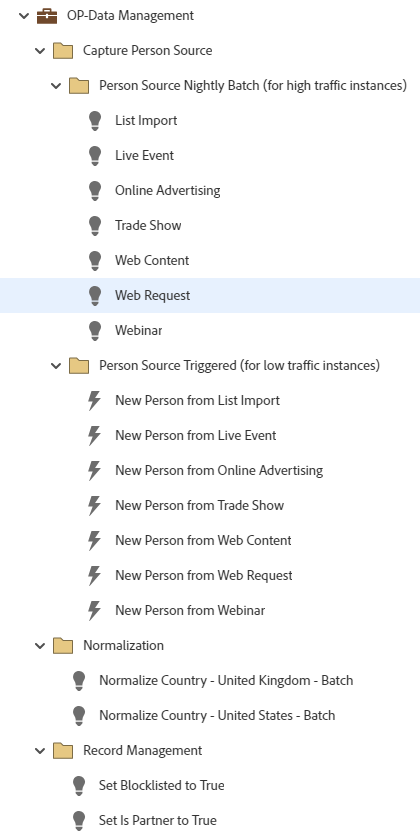 OP-Data Management
Capture Person Source
Person Source Nightly Batch (for high traffic instances)
List Import
Live Event
Online Advertising
Trade Show
Web Content
Web Request
Webinar
Person Source Triggered (for low traffic instances)
New Person from List Import
New Person from Live Event
New Person from Online Advertising
New Person from Trade Show
New Person from Web Content
New Person from Web Request
New Person from Webinar
Normalization
Normalize Country - United Kingdom - Batch
Normalize Country - United States - Batch
Record Management
Set Blocklisted to True
Set Is Partner to True